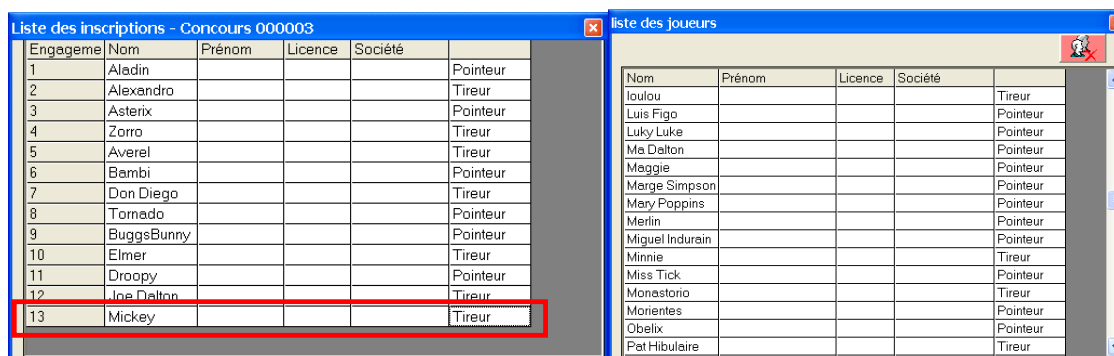 Liste des inscriptions - Concours 000003
Engageme Nom Prénom Licence Société
1 Aladin Pointeur
2 Alexandro Tireur
3 Asterix Pointeur
4 Zorro Tireur
5 Averel Tireur
6 Bambi Pointeur
7 Don Diego Tireur
8 Tornado Pointeur
9 BuggsBunny Pointeur
10 Elmer Tireur
11 Droopy Pointeur
12 Joe Dalton Tireur
13 Mickey Tireur
liste des joueurs
Nom Prénom Licence Société
loulou Tireur
Luis Figo Pointeur
Luky Luke Pointeur
Ma Dalton Pointeur
Maggie Pointeur
Marge Simpson Pointeur
Mary Poppins Pointeur
Merlin Pointeur
Miguel Indurain Pointeur
Minnie Tireur
Miss Tick Pointeur
Monastorio Tireur
Morientes Pointeur
Obelix Pointeur
Pat Hibulaire Tireur